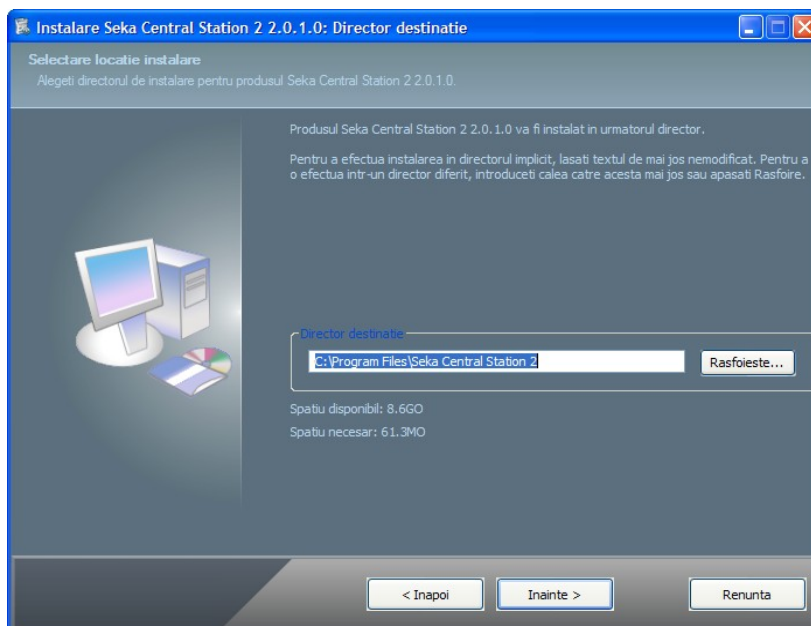 Instalare Seka Central Station 2 2.0.1.0: Director destinatie
Selectare locatie instalare
Alegeti directorul de instalare pentru produsul Seka Central Station 2 2.0.1.0.
Produsul Seka Central Station 2 2.0.1.0 va fi instalat in urmatorul director.
Pentru a efectua instalarea in directorul implicit, lasati textul de mai jos nemodificat. Pentru a
o efectua intr-un director diferit, introduceti calea catre acesta mai jos sau apasati Rasfoire.
Director destinatie
C:\Program Files\Seka Central Station 2
Rasfoieste...
Spatiu disponibil: 8.6GO
Spatiu necesar: 61.3MO
< Inapoi
Inainte >
Renunta